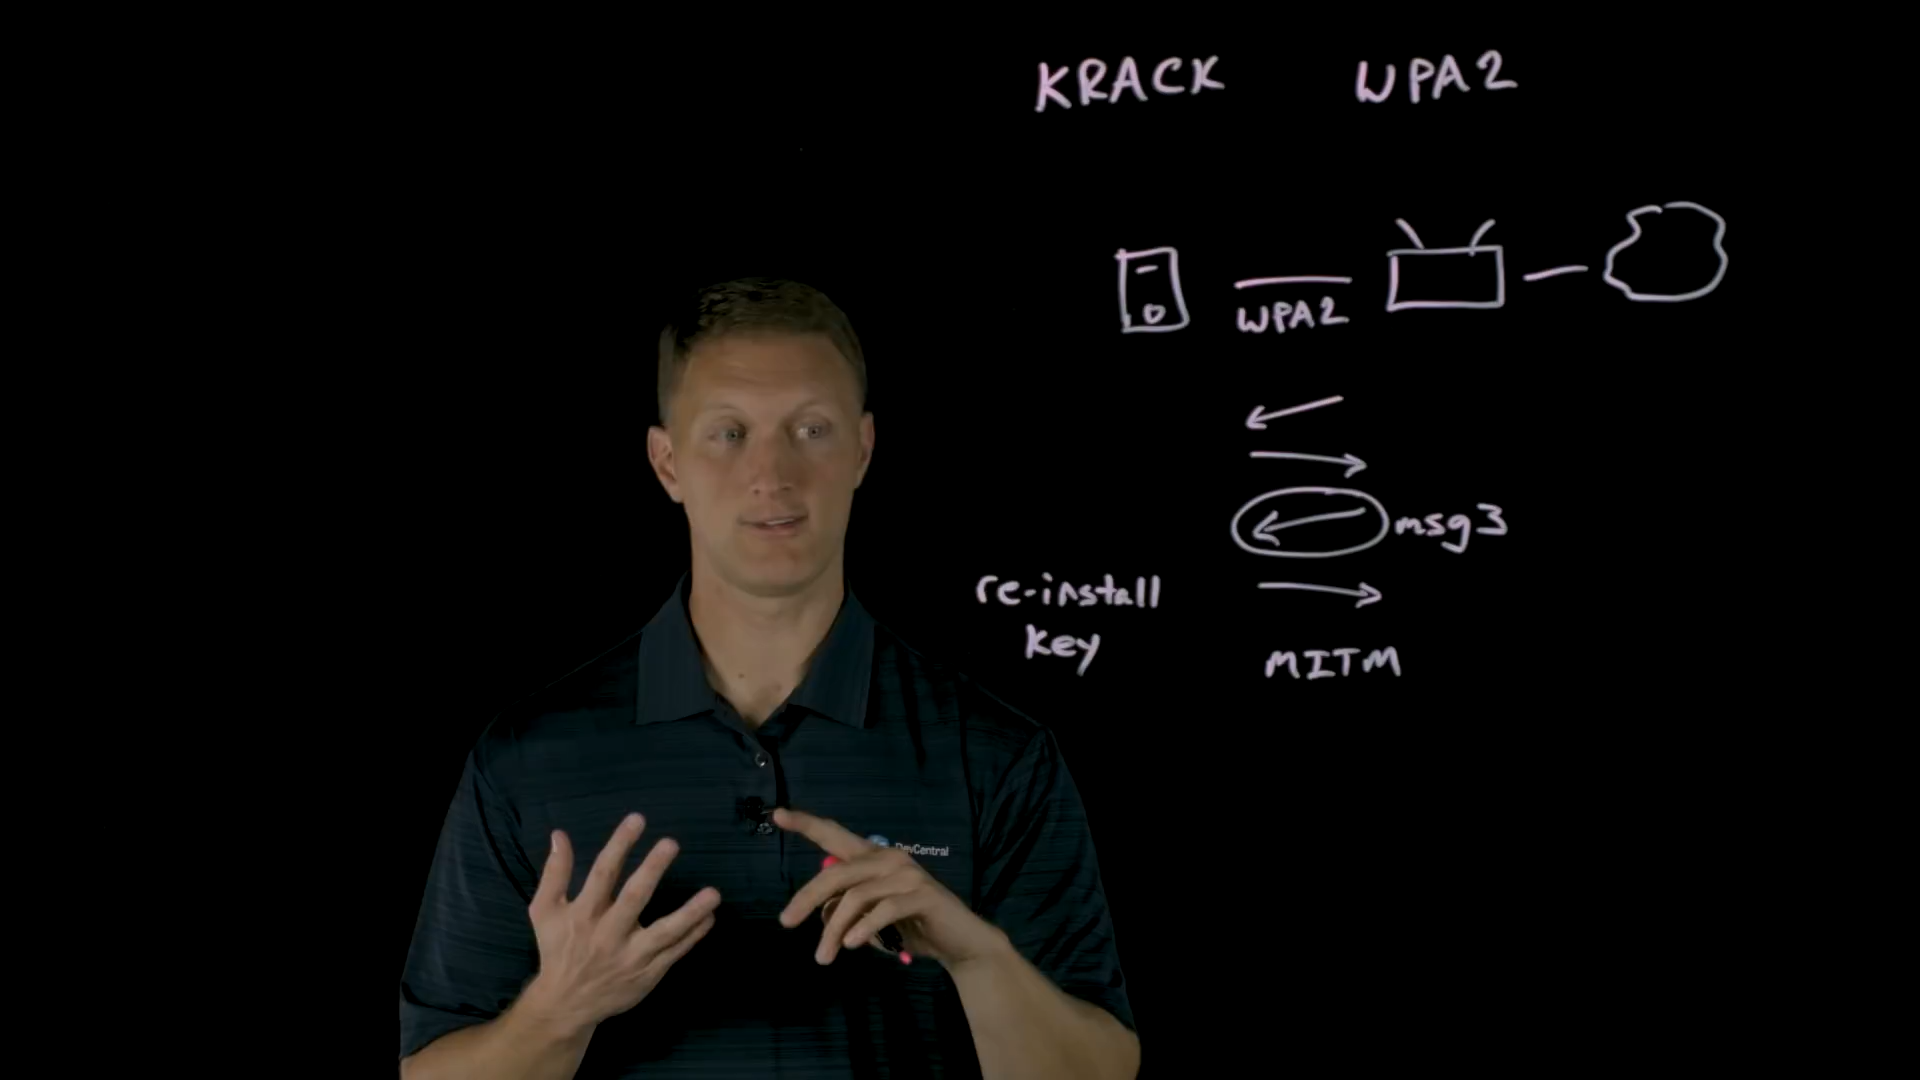 KRACK WPA2
WPA2
msg3
re-install
key
MITM
DevCentral